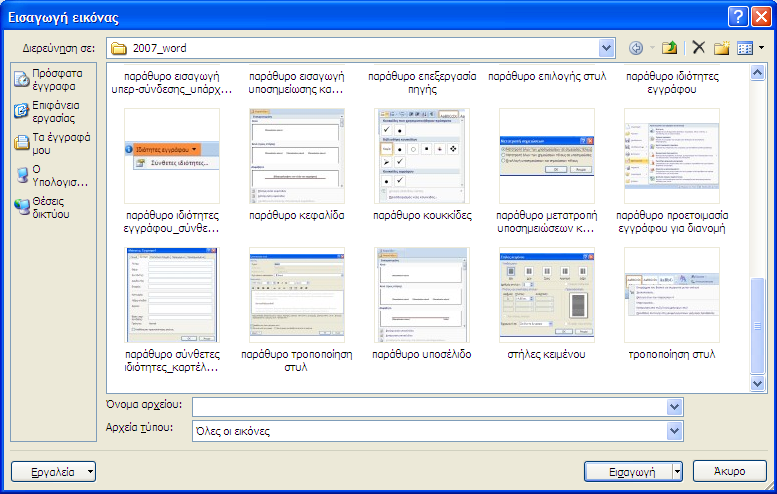 Εισαγωγή εικόνας
Διερεύνηση σε:
2007_word
Πρόσφατα
έγγραφα
Επιφάνεια
εργασίας
Τα έγγραφά
μου
Ο
Υπολογισ...
Θέσεις
δικτύου
παράθυρο εισαγωγή
υπερ-σύνδεσης_υπάρχ...
παράθυρο εισαγωγή
υποσημείωσης κα...
παράθυρο επεξεργασία
πηγής
παράθυρο επιλογής στυλ
παράθυρο ιδιότητες
εγγράφου
Ιδιότητες εγγράφου
Σύνθετες ιδιότητες...
παράθυρο ιδιότητες
εγγράφου_σύνθε...
παράθυρο κεφαλίδα
παράθυρο κουκκίδες
παράθυρο μετατροπή
υποσημειώσεων κ...
παράθυρο προετοιμασία
εγγράφου για διανομή
παράθυρο σύνθετες
ιδιότητες_καρτέλ...
παράθυρο τροποποίηση
στυλ
παράθυρο υποσέλιδο
στήλες κειμένου
τροποποίηση στυλ
Όνομα αρχείου:
Αρχεία τύπου:
Όλες οι εικόνες
Εργαλεία
Εισαγωγή
Άκυρο